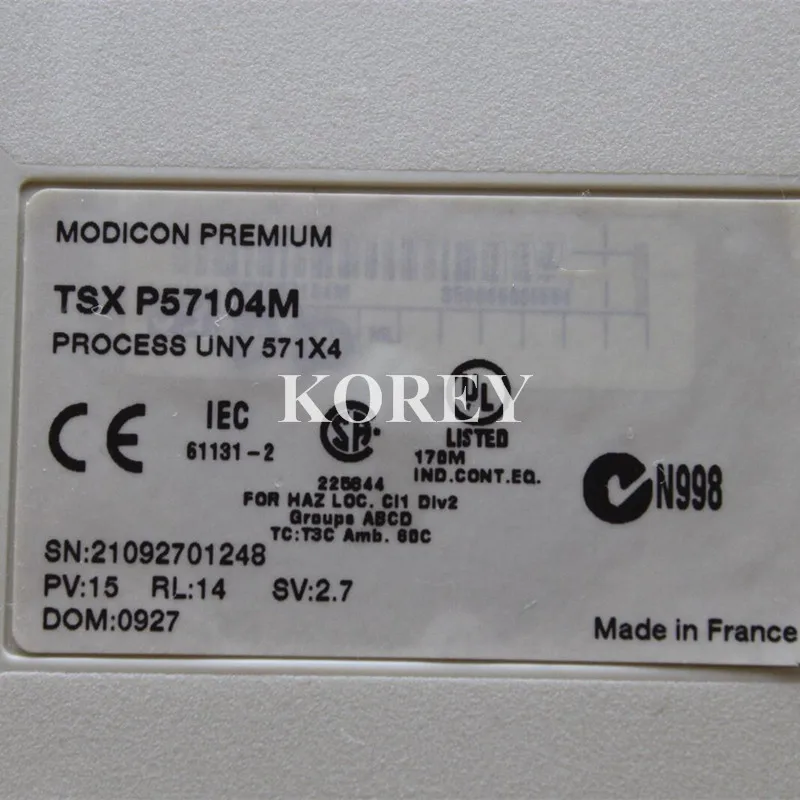 MODICON PREMIUM
TSX P57104M
PROCESS UNY 571X4
KOREY
CE
IEC
61131-2
SA
UL
LISTED
178M
IND.CONT.EQ.
225644
FOR HAZ LOC. Cl1 Div2
Groups ABCD
TC:T3C Amb. 60C
N998
SN:21092701248
PV:15 RL:14 SV:2.7
DOM:0927
Made in France